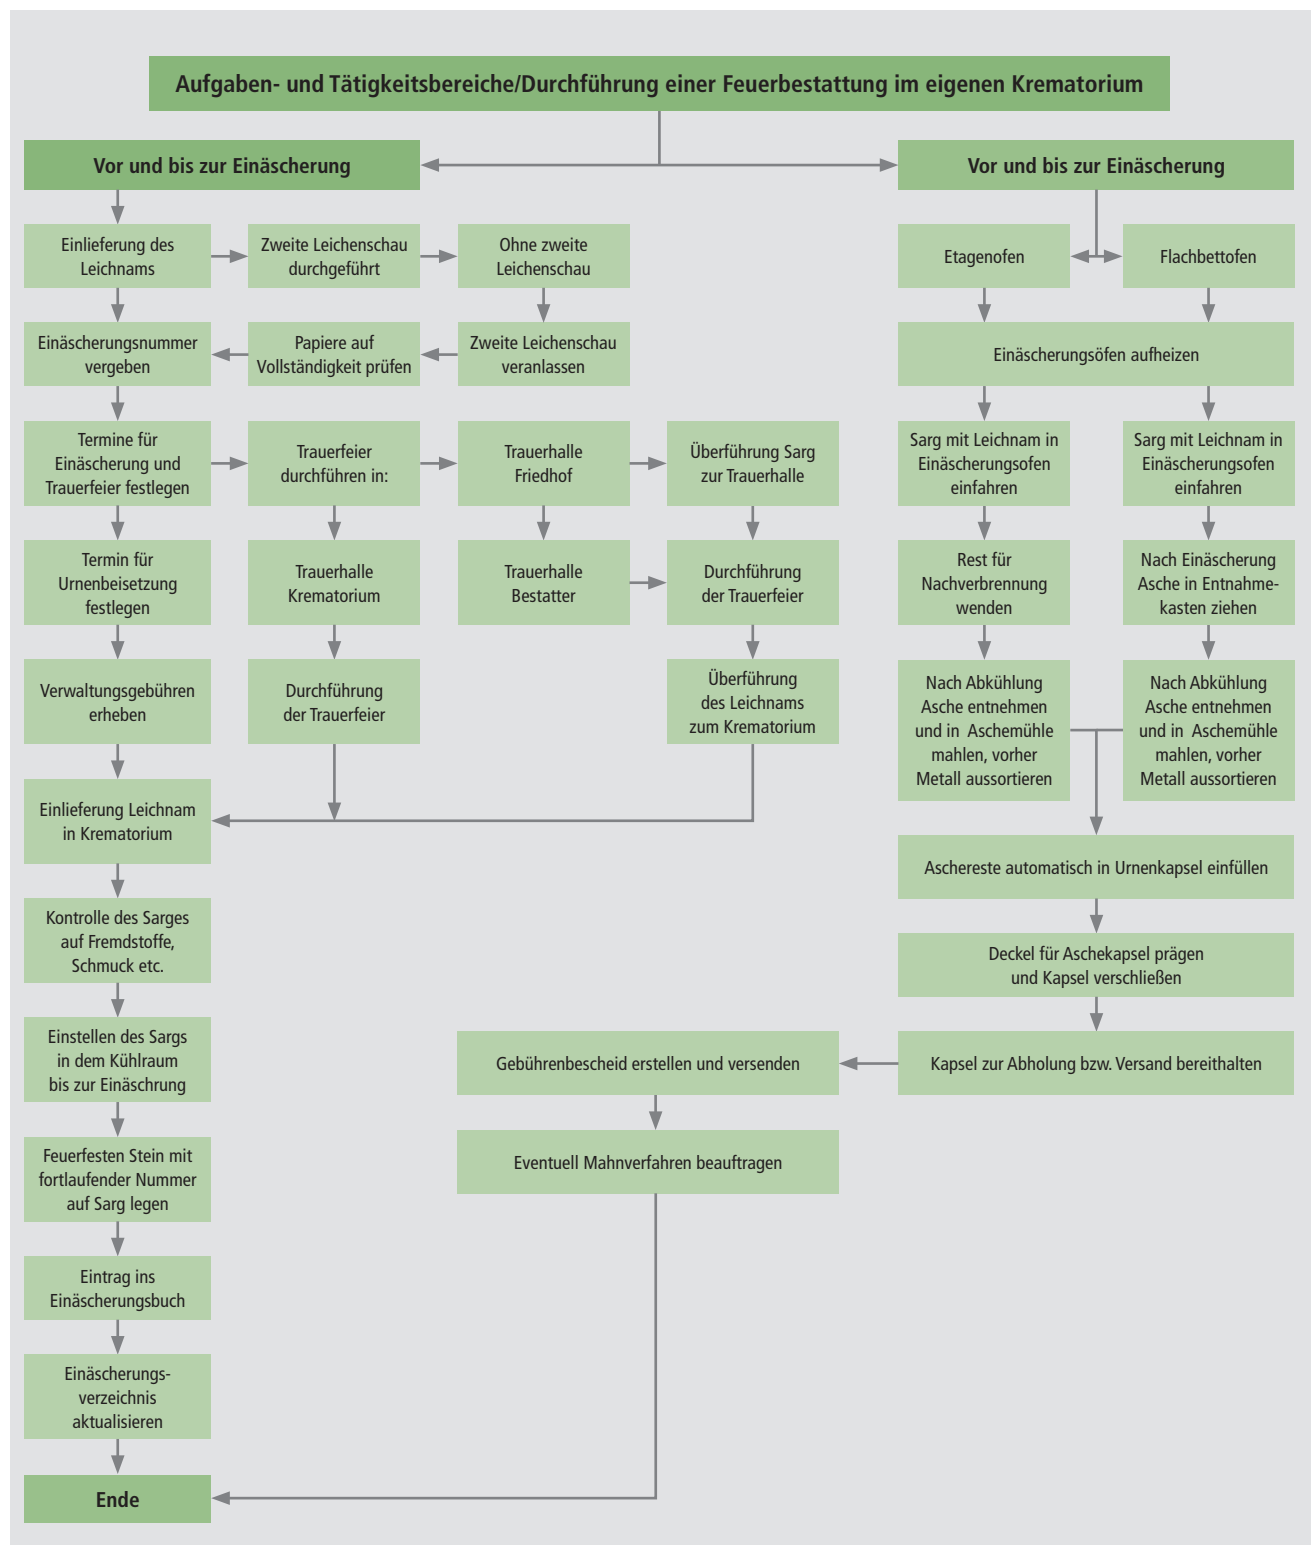 Aufgaben- und Tätigkeitsbereiche/Durchführung einer Feuerbestattung im eigenen Krematorium
Vor und bis zur Einäscherung
Einlieferung des
Leichnams
Zweite Leichenschau
durchgeführt
Ohne zweite
Leichenschau
Einäscherungsnummer
vergeben
Papiere auf
Vollständigkeit prüfen
Zweite Leichenschau
veranlassen
Termine für
Einäscherung und
Trauerfeier festlegen
Trauerfeier
durchführen in:
Trauerhalle
Friedhof
Überführung Sarg
zur Trauerhalle
Termin für
Urnenbeisetzung
festlegen
Trauerhalle
Krematorium
Trauerhalle
Bestatter
Durchführung
der Trauerfeier
Verwaltungsgebühren
erheben
Durchführung
der Trauerfeier
Überführung
des Leichnams
zum Krematorium
Einlieferung Leichnam
in Krematorium
Kontrolle des Sarges
auf Fremdstoffe,
Schmuck etc.
Einstellen des Sargs
in dem Kühlraum
bis zur Einäschrung
Feuerfesten Stein mit
fortlaufender Nummer
auf Sarg legen
Eintrag ins
Einäscherungsbuch
Einäscherungs-
verzeichnis
aktualisieren
Ende
Vor und bis zur Einäscherung
Etagenofen
Flachbettofen
Einäscherungsöfen aufheizen
Sarg mit Leichnam in
Einäscherungsofen
einfahren
Sarg mit Leichnam in
Einäscherungsofen
einfahren
Rest für
Nachverbrennung
wenden
Nach Einäscherung
Asche in Entnahme-
kasten ziehen
Nach Abkühlung
Asche entnehmen
und in Aschemühle
mahlen, vorher
Metall aussortieren
Nach Abkühlung
Asche entnehmen
und in Aschemühle
mahlen, vorher
Metall aussortieren
Aschereste automatisch in Urnenkapsel einfüllen
Deckel für Aschekapsel prägen
und Kapsel verschließen
Kapsel zur Abholung bzw. Versand bereithalten
Gebührenbescheid erstellen und versenden
Eventuell Mahnverfahren beauftragen